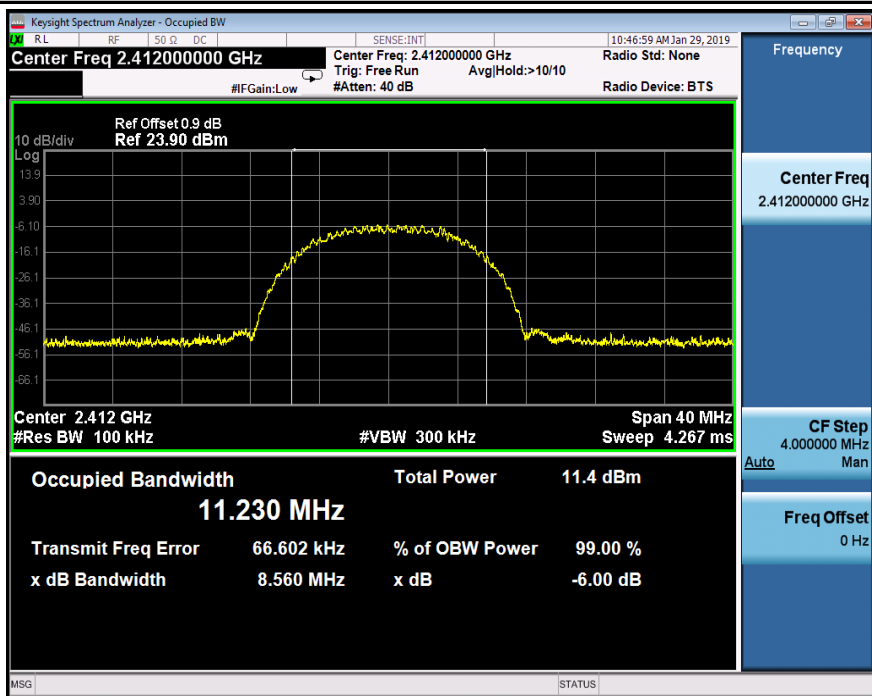 Keysight Spectrum Analyzer - Occupied BW
LXI RL RF 50 Ω DC SENSE:INT 10:46:59 AM Jan 29, 2019
Center Freq 2.412000000 GHz
Center Freq: 2.412000000 GHz Radio Std: None
Trig: Free Run Avg|Hold:>10/10
#IFGain:Low #Atten: 40 dB Radio Device: BTS
Frequency
Ref Offset 0.9 dB
10 dB/div Ref 23.90 dBm
Log
13.9
3.90
-6.10
-16.1
-26.1
-36.1
-46.1
-56.1
-66.1
Center 2.412 GHz Span 40 MHz
#Res BW 100 kHz #VBW 300 kHz Sweep 4.267 ms
Center Freq
2.412000000 GHz
CF Step
4.000000 MHz
Auto Man
Freq Offset
0 Hz
Occupied Bandwidth Total Power 11.4 dBm
11.230 MHz
Transmit Freq Error 66.602 kHz % of OBW Power 99.00 %
x dB Bandwidth 8.560 MHz x dB -6.00 dB
MSG STATUS